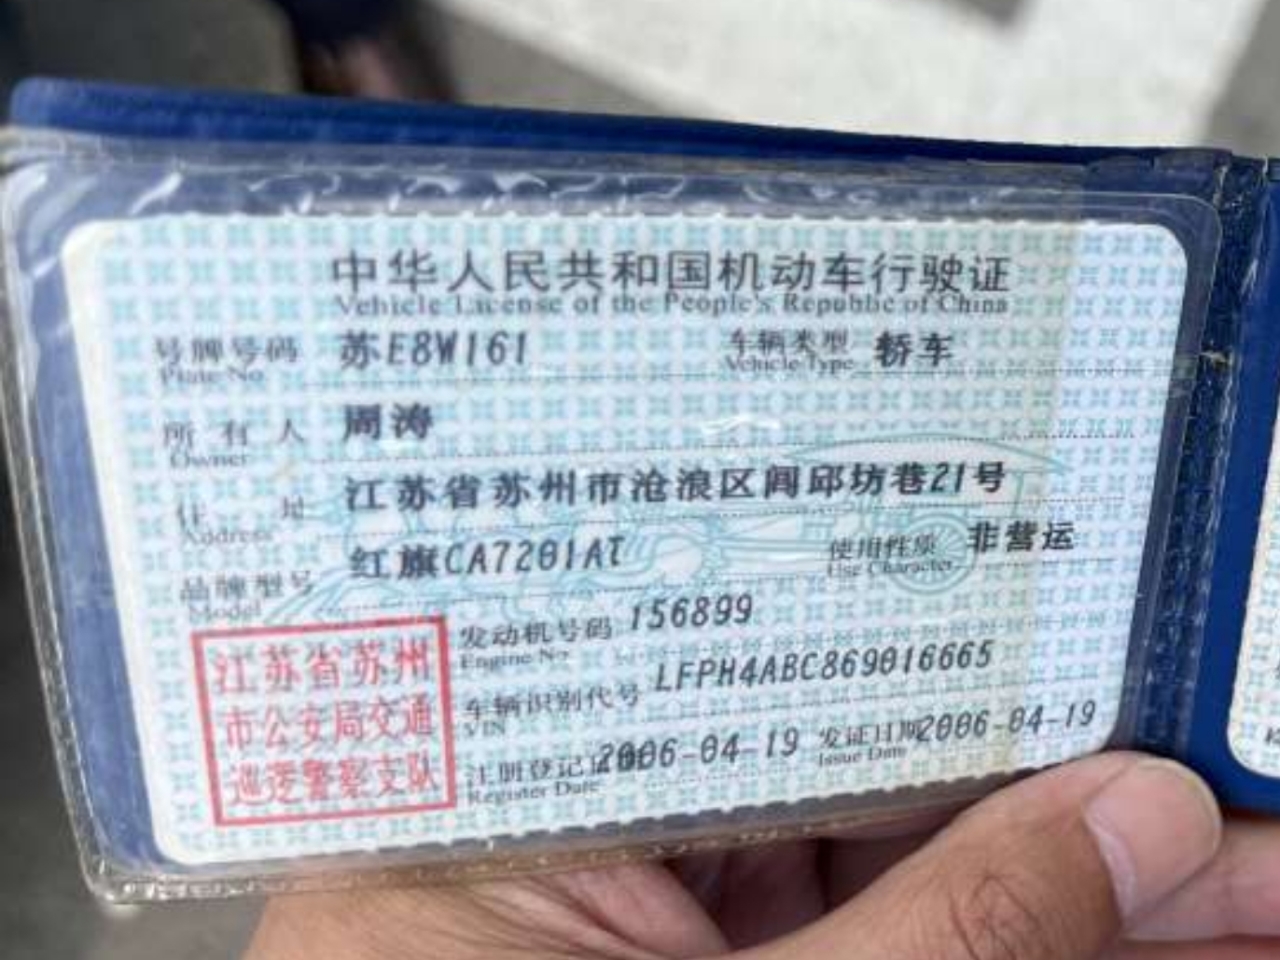 中华人民共和国机动车行驶证
Vehicle License of the People's Republic of China
号牌号码 苏E8W161 车辆类型 轿车
Plate No. Vehicle Type
所有人 周涛
Owner
住址 江苏省苏州市沧浪区阊邱坊巷21号
Address
品牌型号 红旗CA7201AT 使用性质 非营运
Model Use Character
发动机号码 156899
Engine No
车辆识别代号 LFPH4ABC869016665
VIN
注册登记日期 2006-04-19 发证日期 2006-04-19
Register Date Issue Date
江苏省苏州
市公安局交通
巡逻警察支队